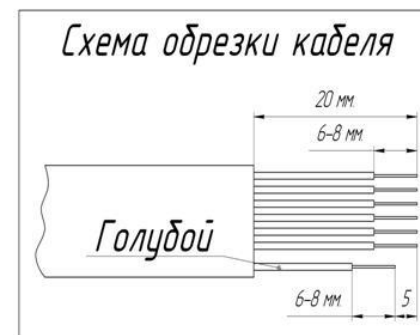 Схема обрезки кабеля
20 мм.
6-8 мм.
Голубой
6-8 мм.
5